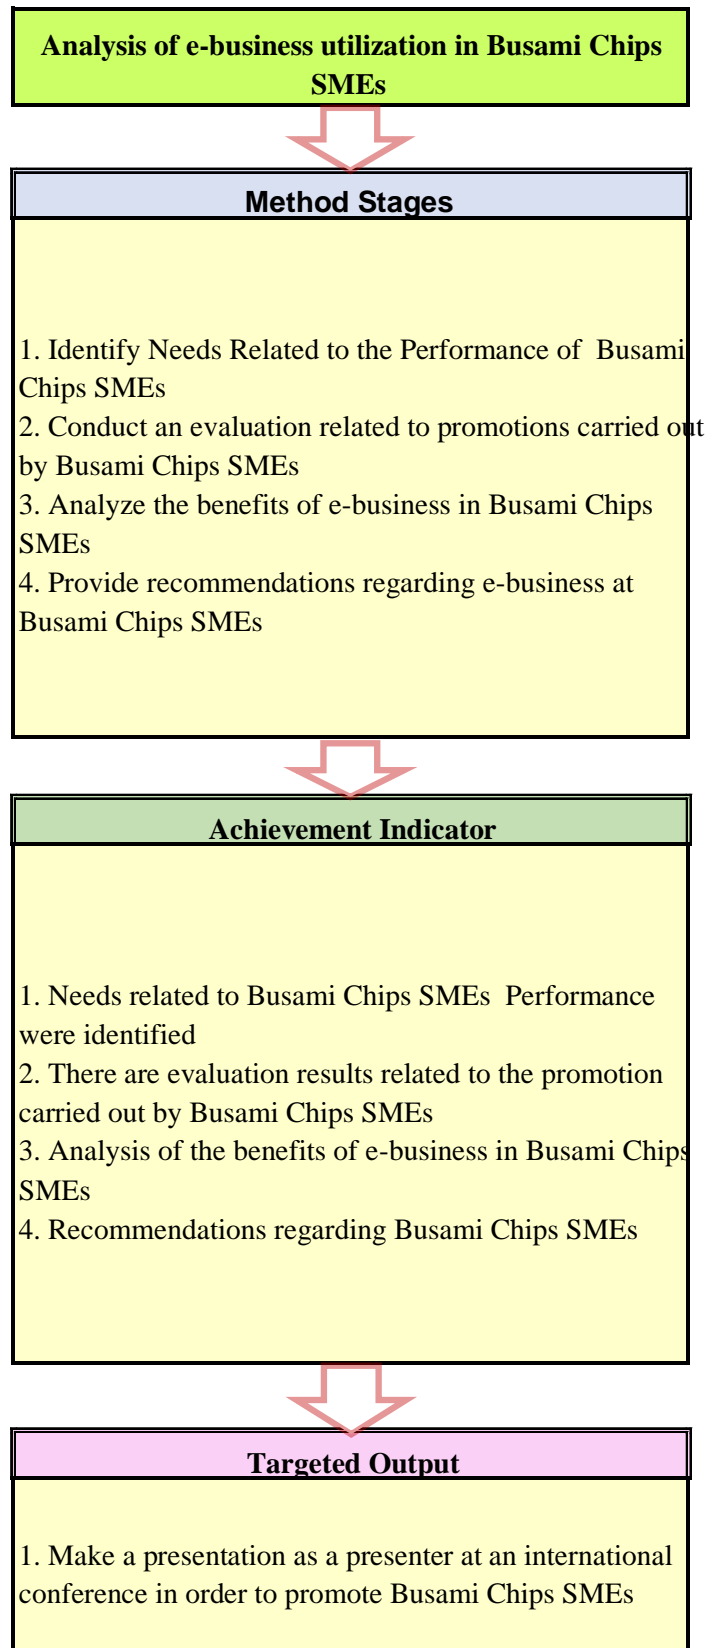 Analysis of e-business utilization in Busami Chips
SMEs
Method Stages
1. Identify Needs Related to the Performance of  Busami
Chips SMEs
2. Conduct an evaluation related to promotions carried out
by Busami Chips SMEs
3. Analyze the benefits of e-business in Busami Chips
SMEs
4. Provide recommendations regarding e-business at
Busami Chips SMEs
Achievement Indicator
1. Needs related to Busami Chips SMEs  Performance
were identified
2. There are evaluation results related to the promotion
carried out by Busami Chips SMEs
3. Analysis of the benefits of e-business in Busami Chips
SMEs
4. Recommendations regarding Busami Chips SMEs
Targeted Output
1. Make a presentation as a presenter at an international
conference in order to promote Busami Chips SMEs